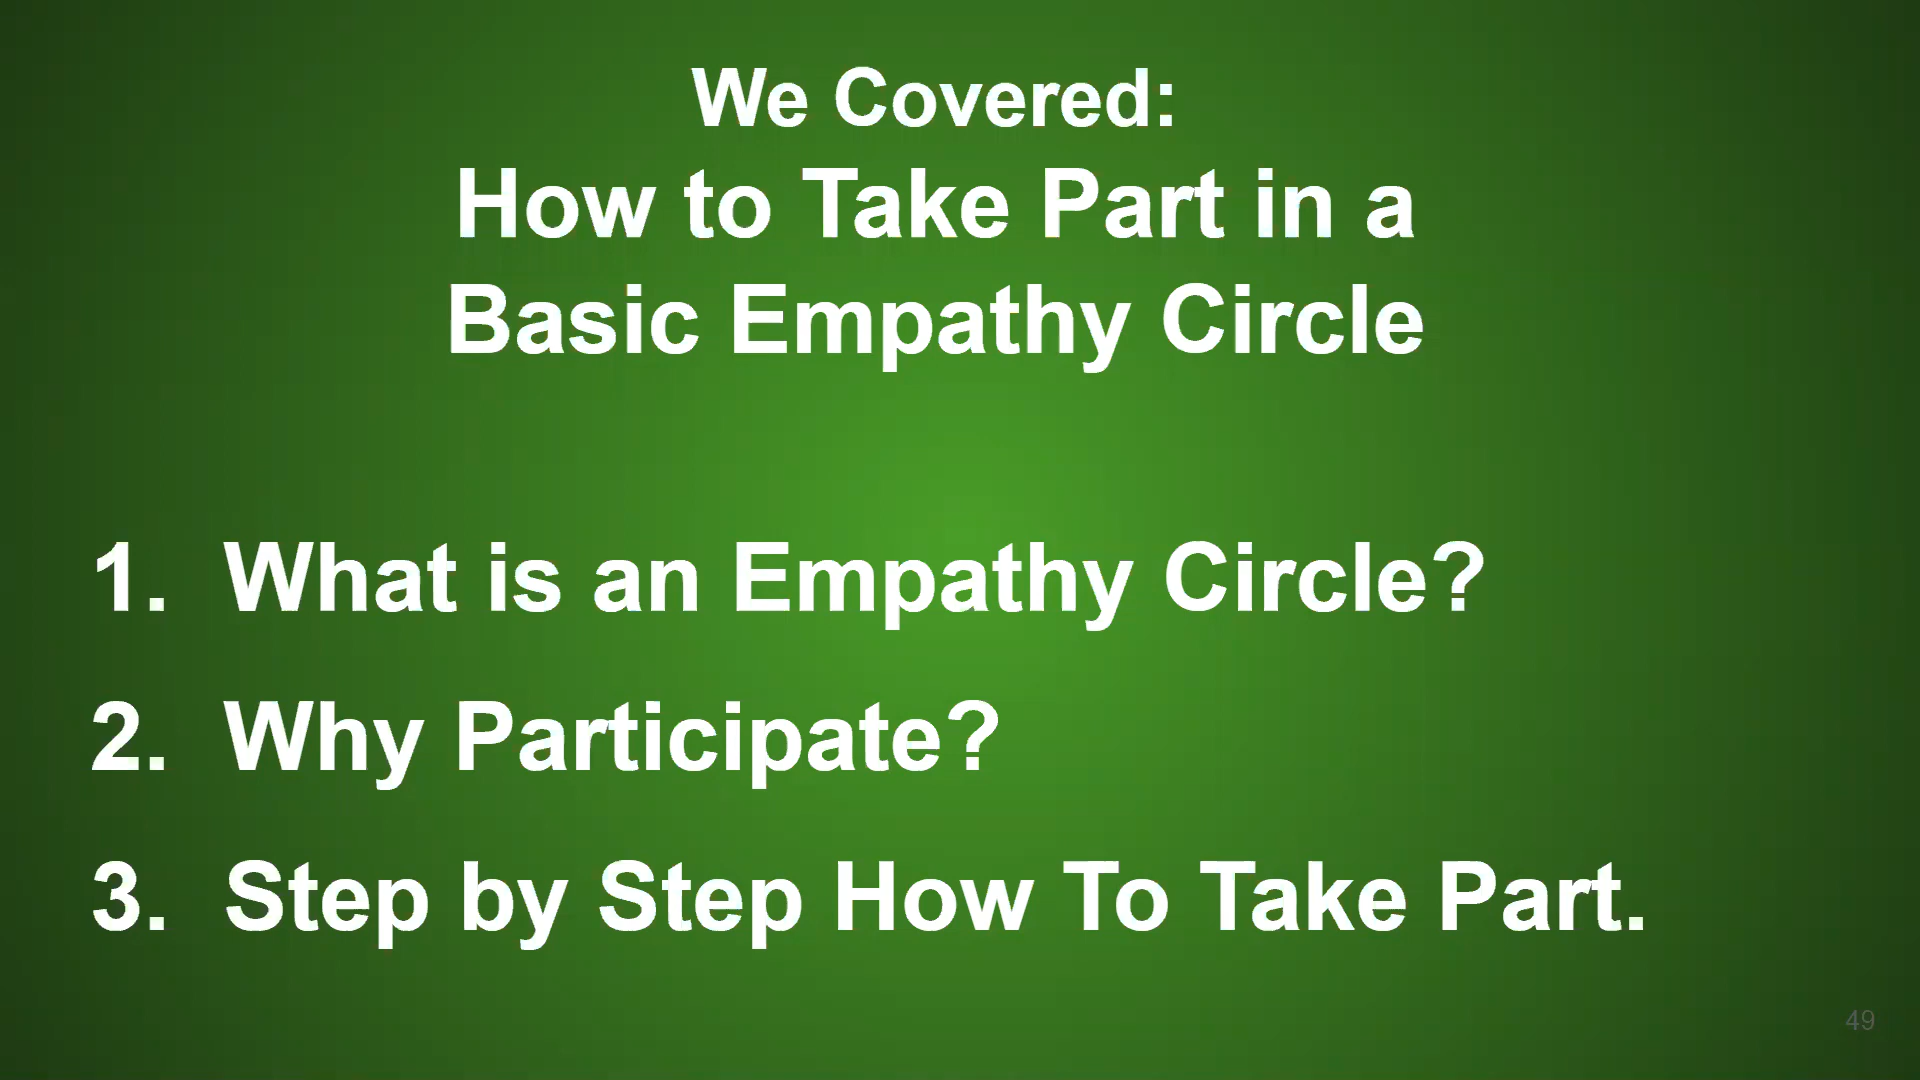 We Covered:
How to Take Part in a
Basic Empathy Circle
1. What is an Empathy Circle?
2. Why Participate?
3. Step by Step How To Take Part.
49